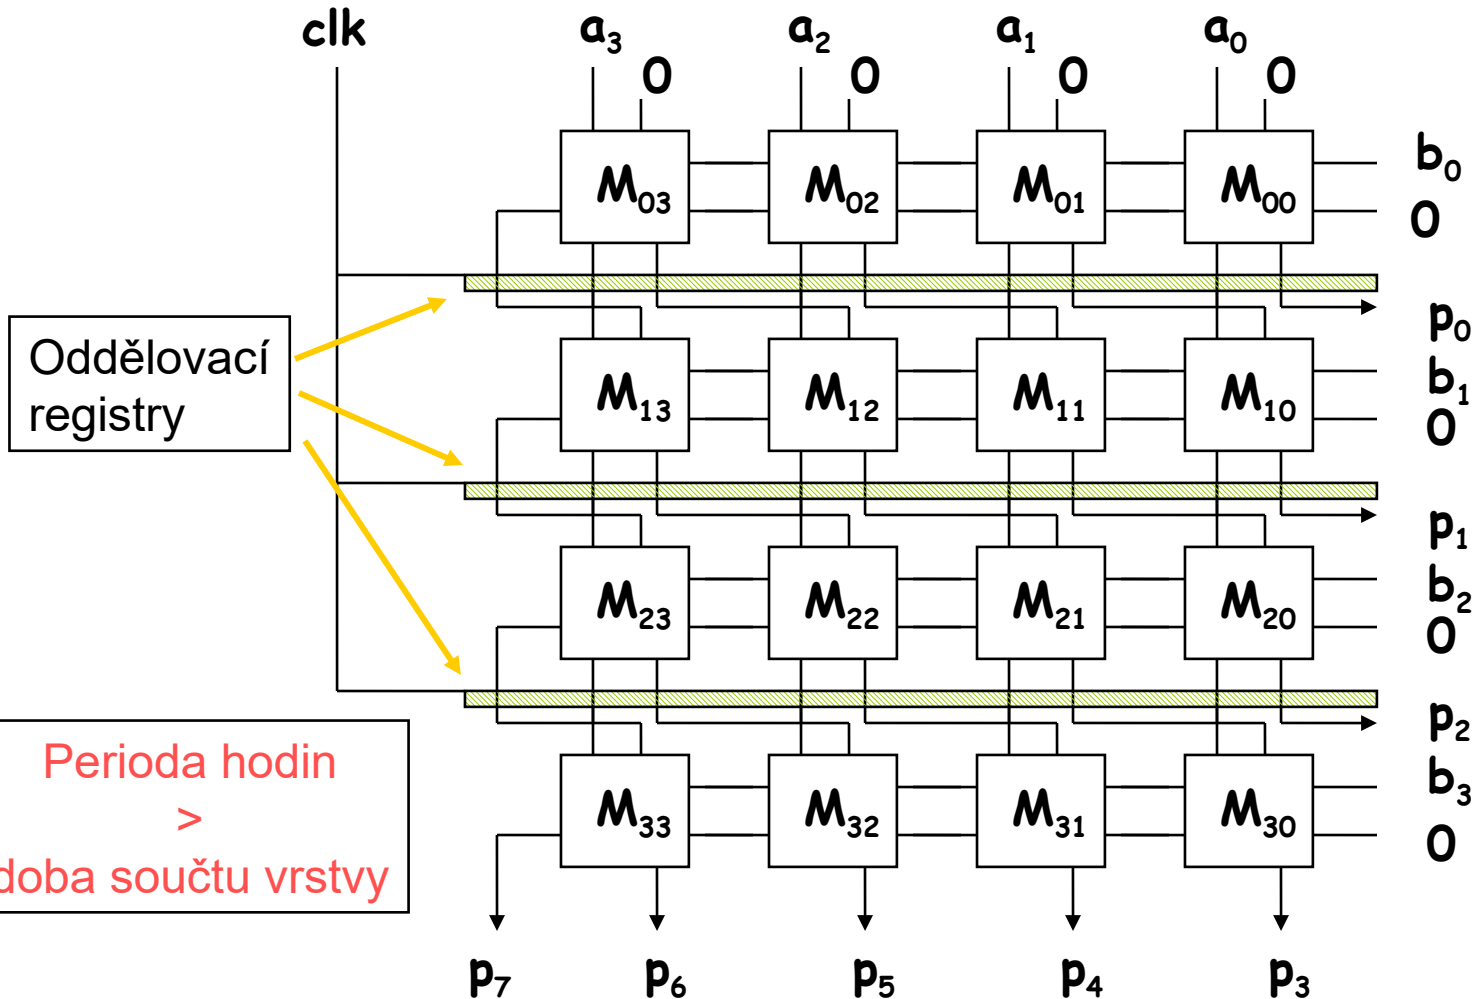 clk a₃ a₂ a₁ a₀
0 0 0 0
M₀₃ M₀₂ M₀₁ M₀₀ b₀
0
p₀
Oddělovací
registry
M₁₃ M₁₂ M₁₁ M₁₀ b₁
0
p₁
M₂₃ M₂₂ M₂₁ M₂₀ b₂
0
p₂
Perioda hodin
>
doba součtu vrstvy
M₃₃ M₃₂ M₃₁ M₃₀ b₃
0
p₇ p₆ p₅ p₄ p₃